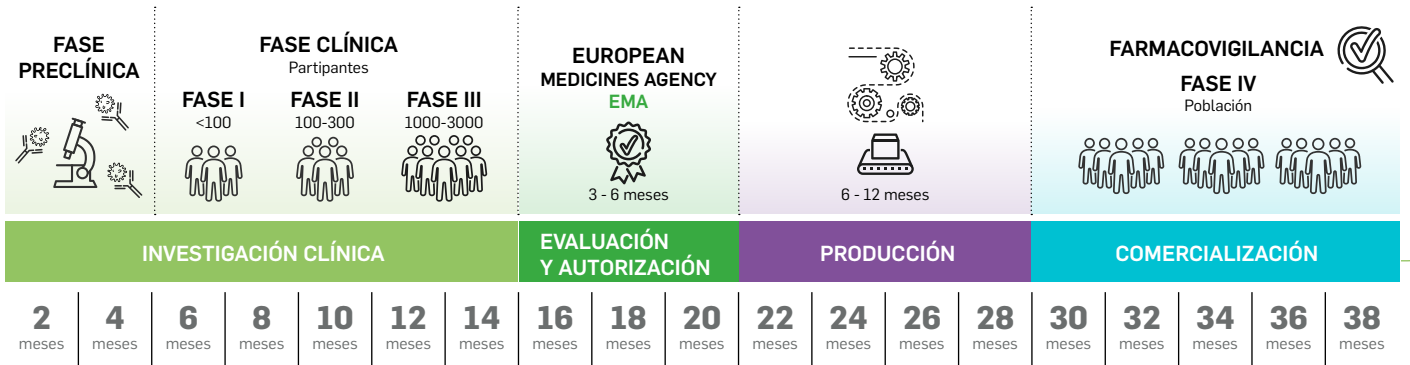 FASE
PRECLÍNICA
FASE CLÍNICA
Partipantes
FASE I
<100
FASE II
100-300
FASE III
1000-3000
EUROPEAN
MEDICINES AGENCY
EMA
3 - 6 meses
6 - 12 meses
FARMACOVIGILANCIA
FASE IV
Población
INVESTIGACIÓN CLÍNICA
EVALUACIÓN
Y AUTORIZACIÓN
PRODUCCIÓN
COMERCIALIZACIÓN
2 4 6 8 10 12 14 16 18 20 22 24 26 28 30 32 34 36 38
meses meses meses meses meses meses meses meses meses meses meses meses meses meses meses meses meses meses meses